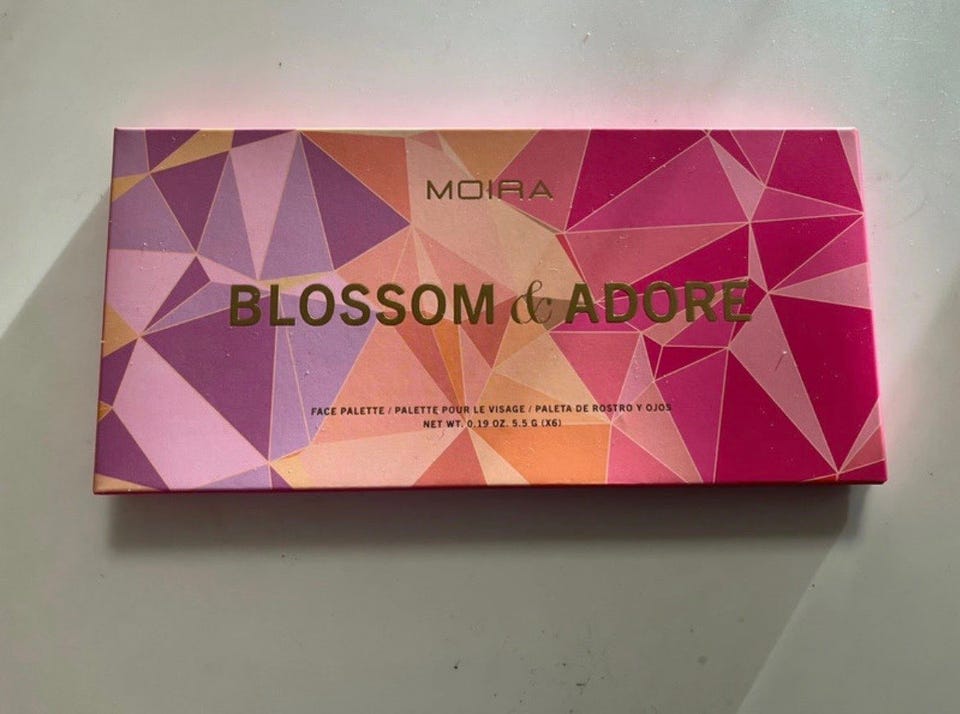 MOIRA
BLOSSOM & ADORE
FACE PALETTE / PALETTE POUR LE VISAGE / PALETA DE ROSTRO Y OJOS
NET WT. 0.19 OZ. 5.5 G (X6)